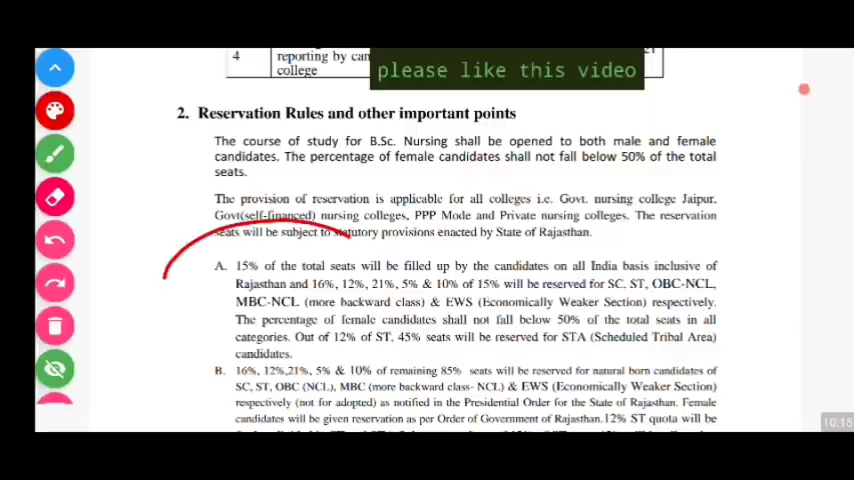 4
reporting by can
college
please like this video
2. Reservation Rules and other important points
The course of study for B.Sc. Nursing shall be opened to both male and female
candidates. The percentage of female candidates shall not fall below 50% of the total
seats.
The provision of reservation is applicable for all colleges i.e. Govt. nursing college Jaipur,
Govt(self-financed) nursing colleges, PPP Mode and Private nursing colleges. The reservation
seats will be subject to statutory provisions enacted by State of Rajasthan.
A. 15% of the total seats will be filled up by the candidates on all India basis inclusive of
Rajasthan and 16%, 12%, 21%, 5% & 10% of 15% will be reserved for SC, ST, OBC-NCL,
MBC-NCL (more backward class) & EWS (Economically Weaker Section) respectively.
The percentage of female candidates shall not fall below 50% of the total seats in all
categories. Out of 12% of ST, 45% seats will be reserved for STA (Scheduled Tribal Area)
candidates.
B. 16%, 12%,21%, 5% & 10% of remaining 85% seats will be reserved for natural born candidates of
SC, ST, OBC (NCL), MBC (more backward class- NCL) & EWS (Economically Weaker Section)
respectively (not for adopted) as notified in the Presidential Order for the State of Rajasthan. Female
candidates will be given reservation as per Order of Government of Rajasthan.12% ST quota will be